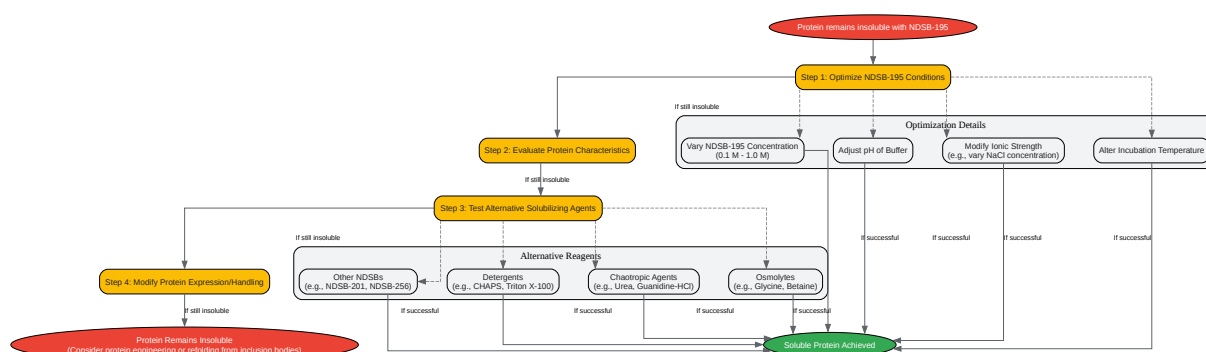 Protein remains insoluble with NDSB-195
Step 1: Optimize NDSB-195 Conditions
If still insoluble
Optimization Details
Vary NDSB-195 Concentration
(0.1 M - 1.0 M)
Adjust pH of Buffer
Modify Ionic Strength
(e.g., vary NaCl concentration)
Alter Incubation Temperature
Step 2: Evaluate Protein Characteristics
If still insoluble
Step 3: Test Alternative Solubilizing Agents
If still insoluble
If successful
If successful
If successful
If successful
Alternative Reagents
Other NDSBs
(e.g., NDSB-201, NDSB-256)
Detergents
(e.g., CHAPS, Triton X-100)
Chaotropic Agents
(e.g., Urea, Guanidine-HCl)
Osmolytes
(e.g., Glycine, Betaine)
Step 4: Modify Protein Expression/Handling
If still insoluble
If successful
If successful
If successful
If successful
Protein Remains Insoluble
(Consider protein engineering or refolding from inclusion bodies)
Soluble Protein Achieved